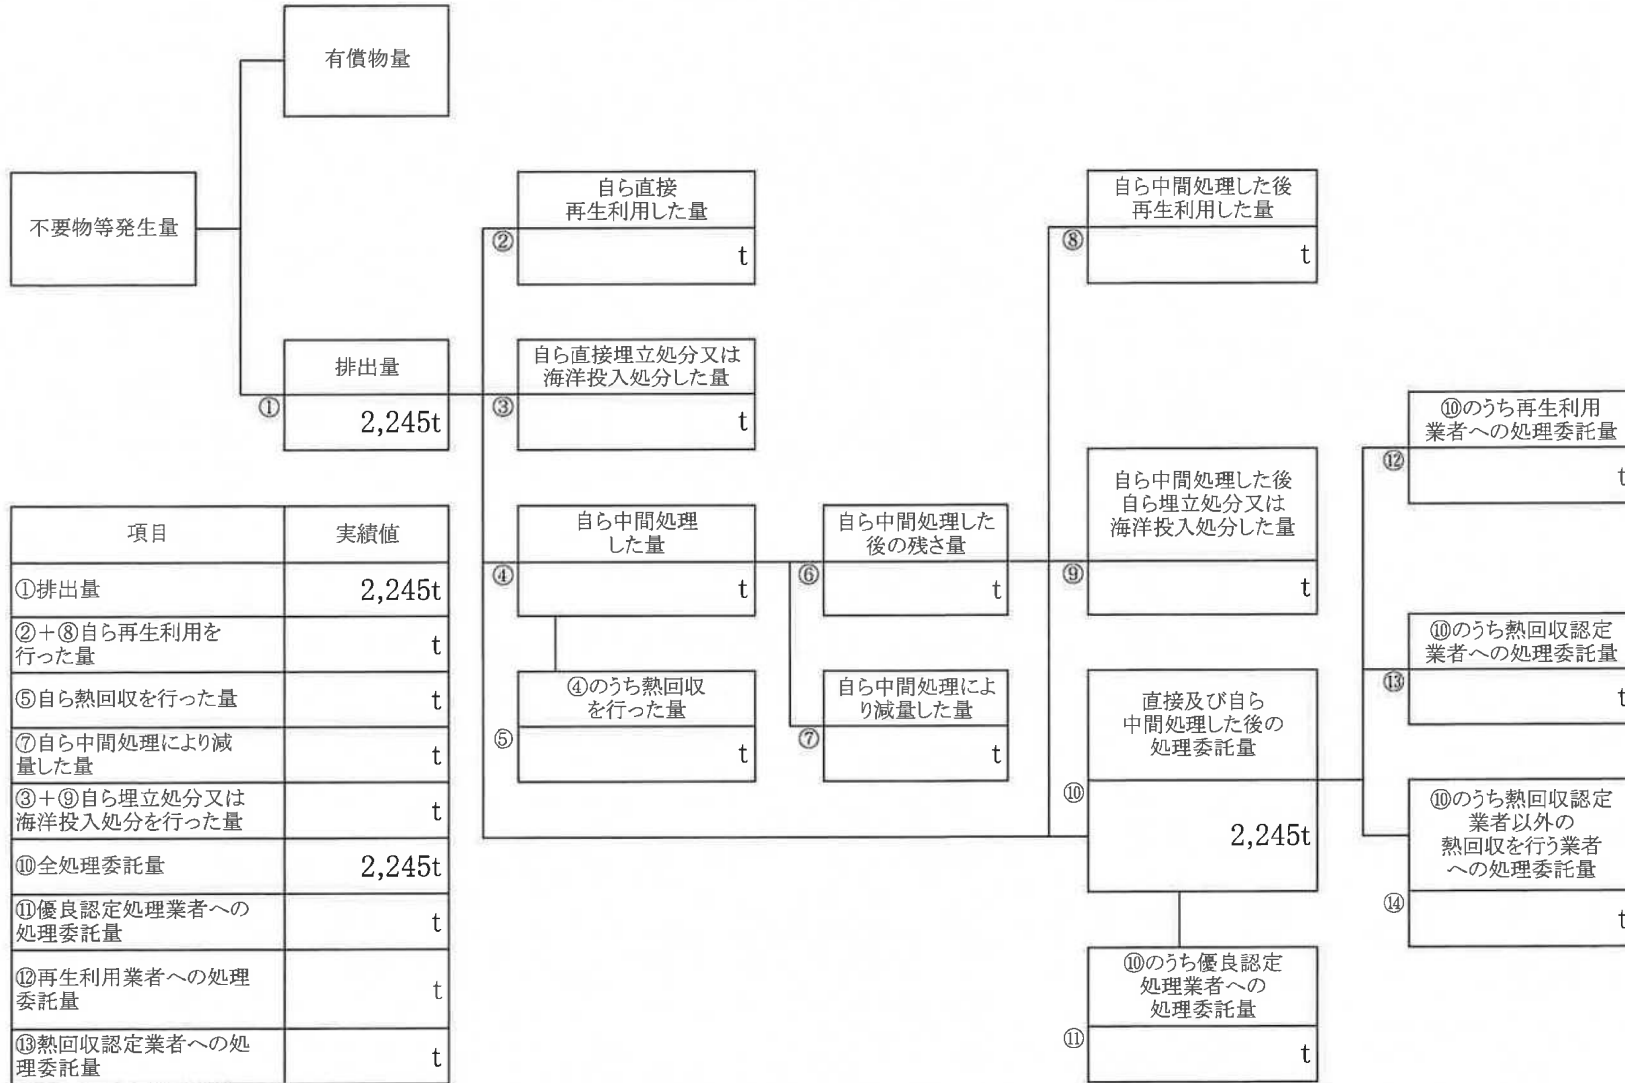 有償物量
不要物等発生量
排出量
①
2,245t
自ら直接
再生利用した量
②
t
自ら直接埋立処分又は
海洋投入処分した量
③
t
自ら中間処理
した量
④
t
④のうち熱回収
を行った量
⑤
t
自ら中間処理した
後の残さ量
⑥
t
自ら中間処理によ
り減量した量
⑦
t
自ら中間処理した後
再生利用した量
⑧
t
自ら中間処理した後
自ら埋立処分又は
海洋投入処分した量
⑨
t
直接及び自ら
中間処理した後の
処理委託量
⑩
2,245t
⑩のうち優良認定
処理業者への
処理委託量
⑪
t
⑩のうち再生利用
業者への処理委託量
⑫
t
⑩のうち熱回収認定
業者への処理委託量
⑬
t
⑩のうち熱回収認定
業者以外の
熱回収を行う業者
への処理委託量
⑭
t
項目 実績値
①排出量 2,245t
②+⑧自ら再生利用を
行った量 t
⑤自ら熱回収を行った量 t
⑦自ら中間処理により減
量した量 t
③+⑨自ら埋立処分又は
海洋投入処分を行った量 t
⑩全処理委託量 2,245t
⑪優良認定処理業者への
処理委託量 t
⑫再生利用業者への処理
委託量 t
⑬熱回収認定業者への処
理委託量 t